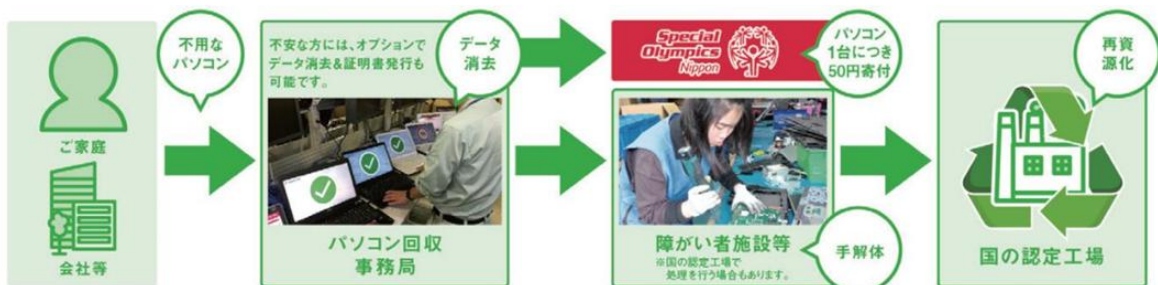 不用な
パソコン
ご家庭
会社等
不安な方には、オプションで
データ消去&証明書発行も
可能です。
データ
消去
パソコン回収
事務局
Special
Olympics
Nippon
パソコン
1台につき
50円寄付
障がい者施設等
※国の認定工場で
処理を行う場合もあります。
手解体
再資
源化
国の認定工場